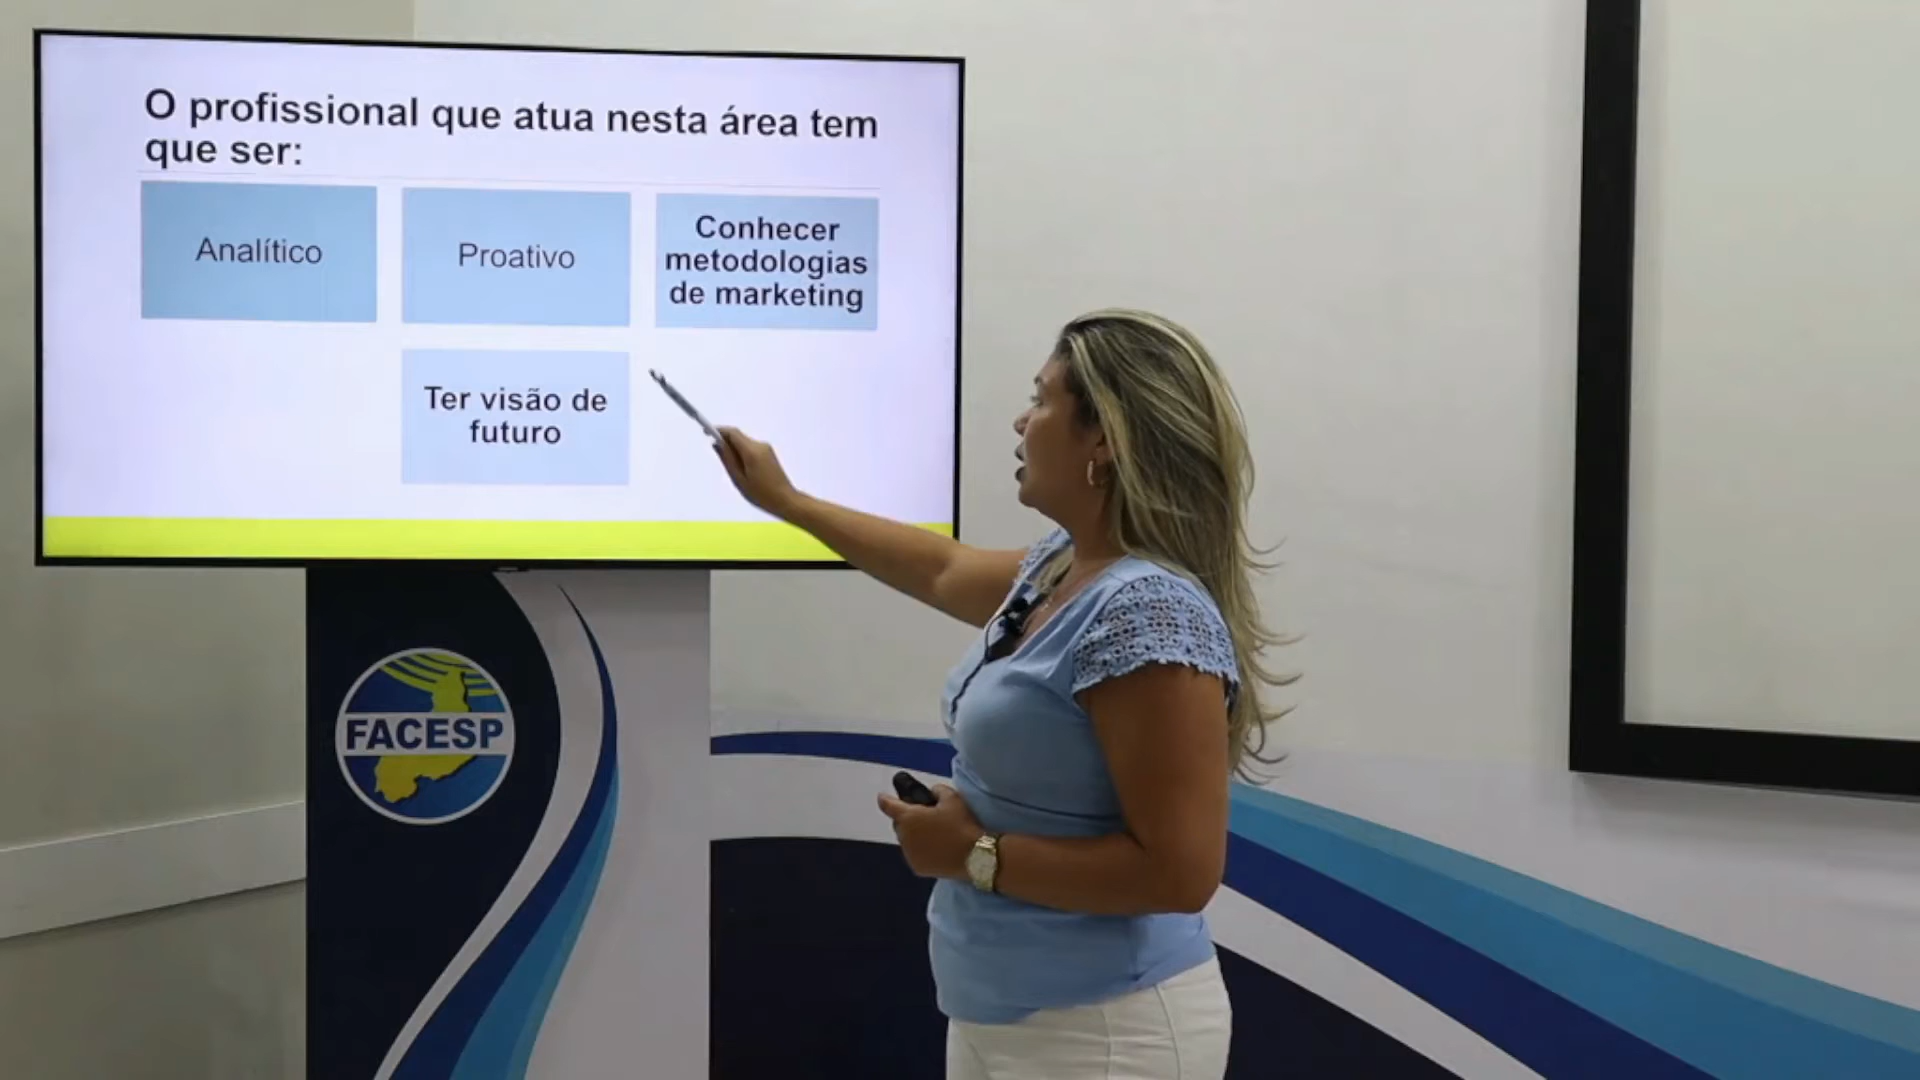 O profissional que atua nesta área tem
que ser:
Analítico
Proativo
Conhecer
metodologias
de marketing
Ter visão de
futuro
FACESP